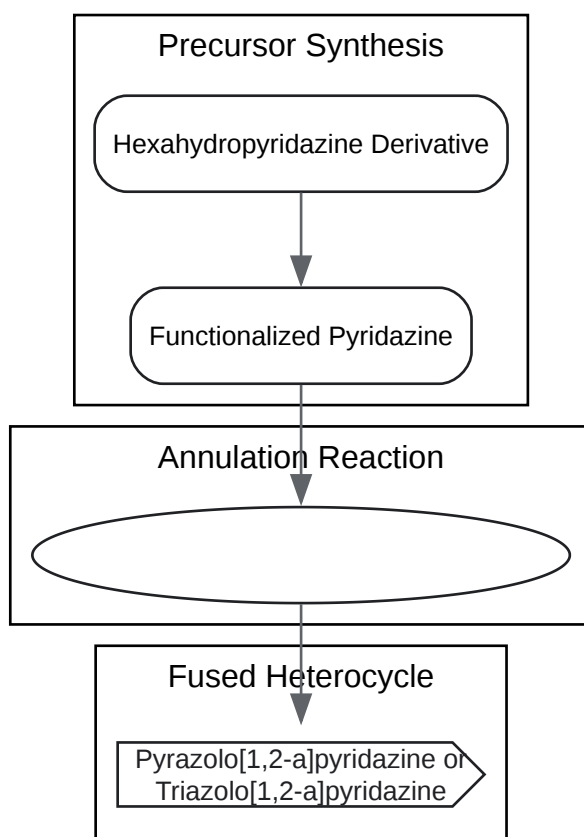 Precursor Synthesis
Hexahydropyridazine Derivative
Functionalized Pyridazine
Annulation Reaction
Fused Heterocycle
Pyrazolo[1,2-a]pyridazine or
Triazolo[1,2-a]pyridazine